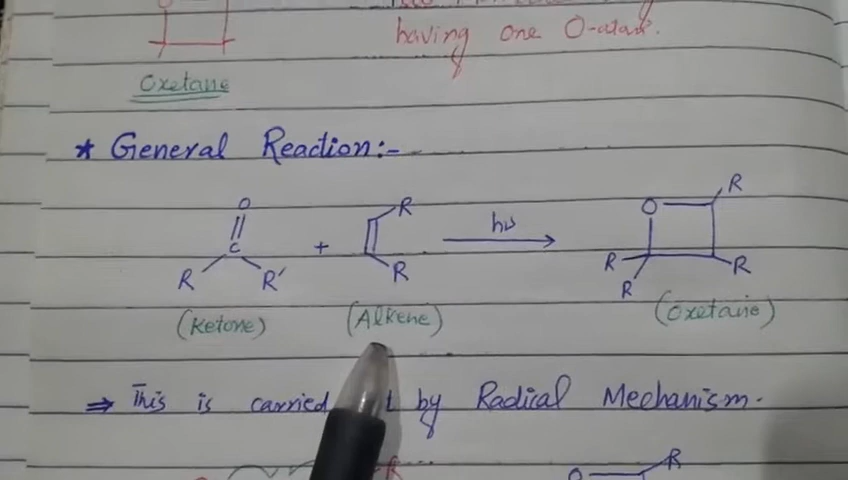 having one O-atom.
Oxetane
* General Reaction:-
O C R R' + R R hν O R R R R
(Ketone) (Alkene) (Oxetane)
⇒ This is carried by Radical Mechanism.
R O R